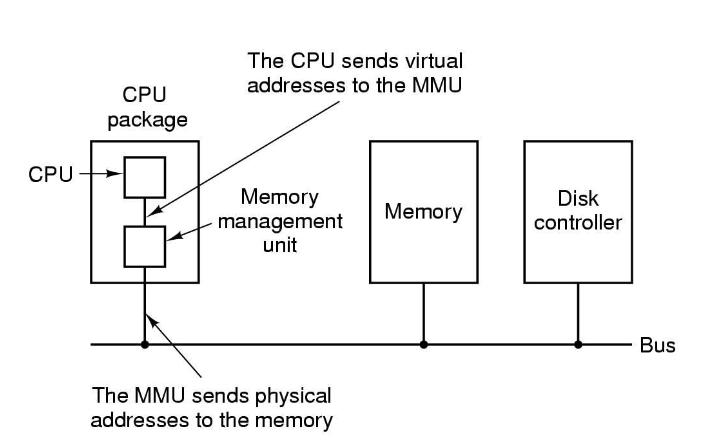 The CPU sends virtual
addresses to the MMU
CPU
package
CPU
Memory
management
unit
Memory
Disk
controller
Bus
The MMU sends physical
addresses to the memory